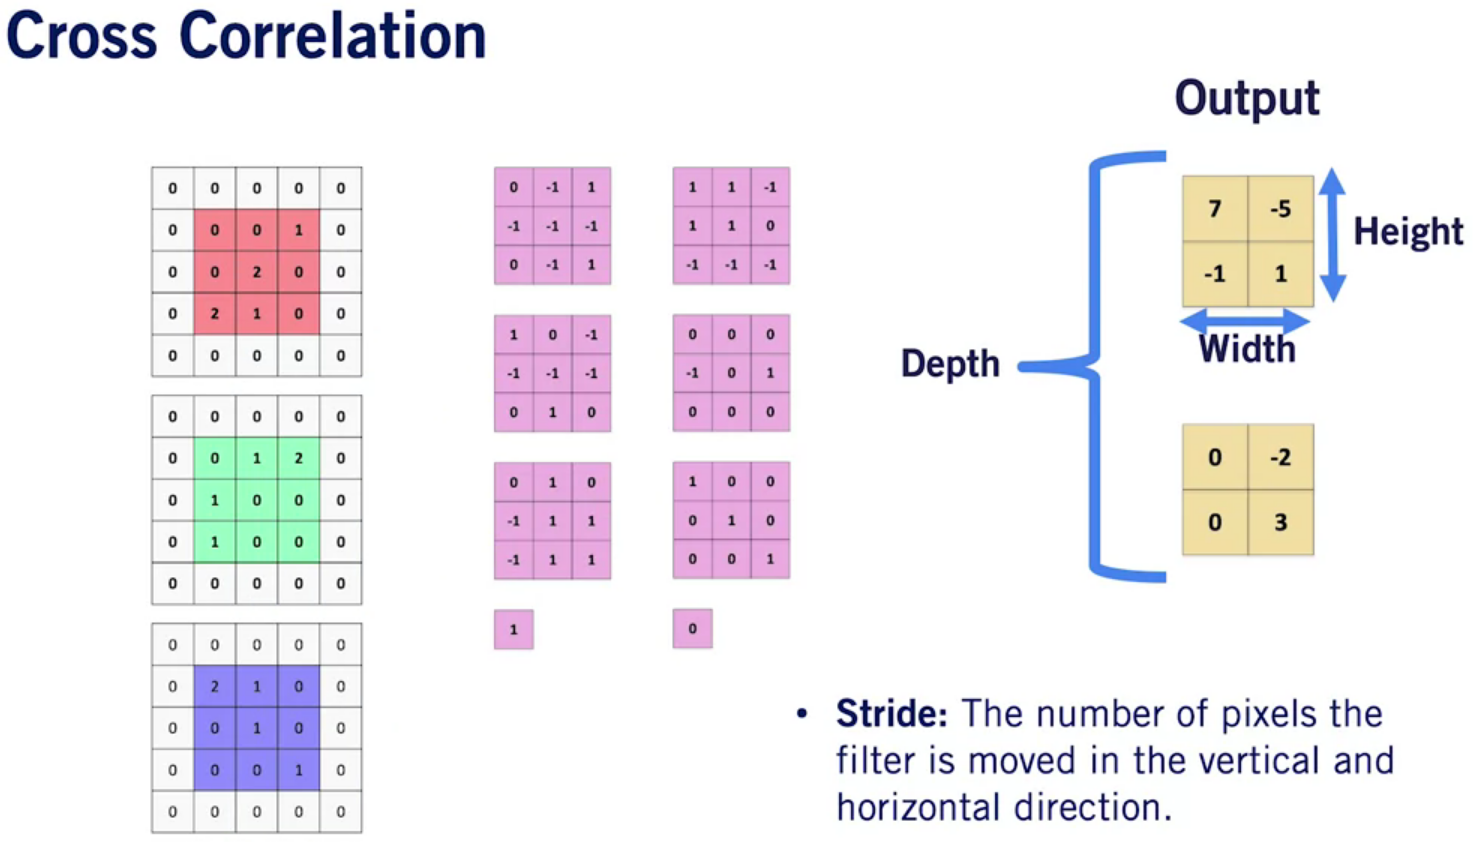 Cross Correlation
0 0 0 0 0
0 0 0 1 0
0 0 2 0 0
0 2 1 0 0
0 0 0 0 0
0 0 0 0 0
0 0 1 2 0
0 1 0 0 0
0 1 0 0 0
0 0 0 0 0
0 0 0 0 0
0 2 1 0 0
0 0 1 0 0
0 0 0 1 0
0 0 0 0 0
0 -1 1
-1 -1 -1
0 -1 1
1 0 -1
-1 -1 -1
0 1 0
0 1 0
-1 1 1
-1 1 1
1
1 1 -1
1 1 0
-1 -1 -1
0 0 0
-1 0 1
0 0 0
1 0 0
0 1 0
0 0 1
0
Output
Depth
7 -5
-1 1
Height
Width
0 -2
0 3
• Stride: The number of pixels the
filter is moved in the vertical and
horizontal direction.